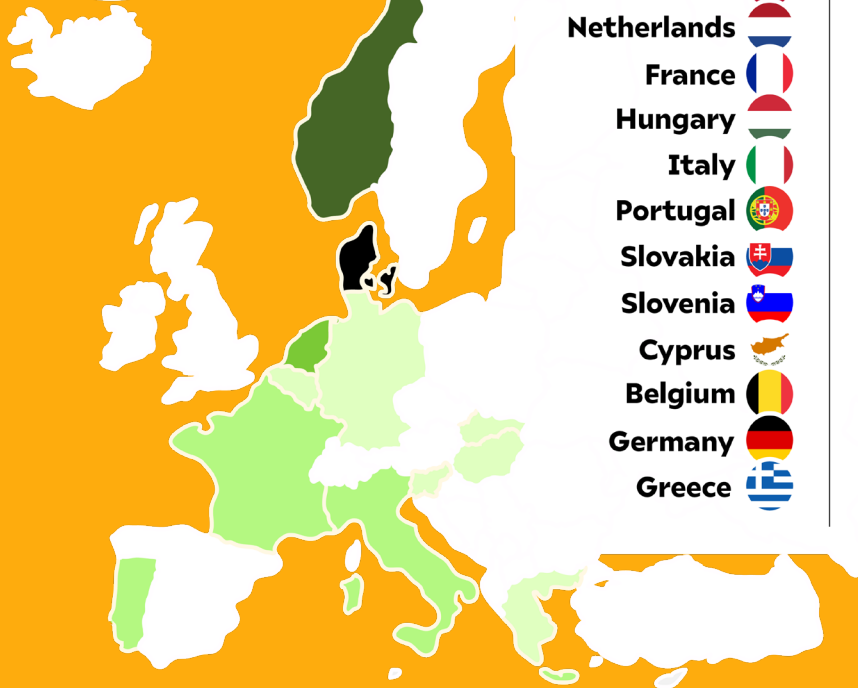 Netherlands
France
Hungary
Italy
Portugal
Slovakia
Slovenia
Cyprus
Belgium
Germany
Greece